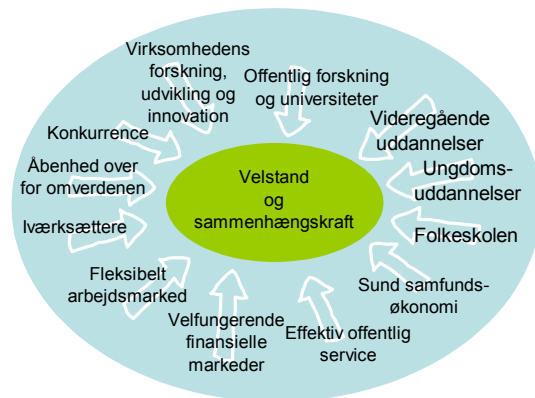 Virksomhedens
forskning,
udvikling og
innovation
Offentlig forskning
og universiteter
Videregående
uddannelser
Ungdoms-
uddannelser
Folkeskolen
Sund samfunds-
økonomi
Effektiv offentlig
service
Velfungerende
finansielle
markeder
Fleksibelt
arbejdsmarked
Iværksættere
Åbenhed over
for omverdenen
Konkurrence
Velstand
og
sammenhængskraft